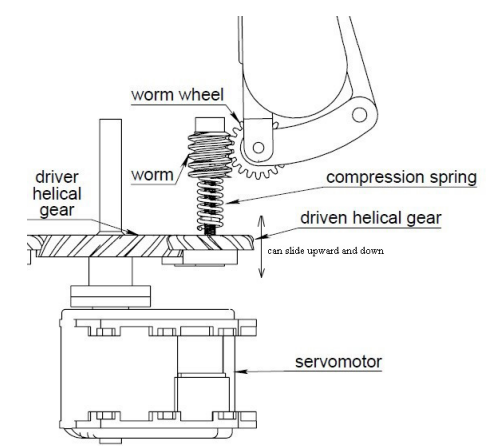 worm wheel
worm
driver
helical
gear
compression spring
driven helical gear
can slide upward and down
servomotor